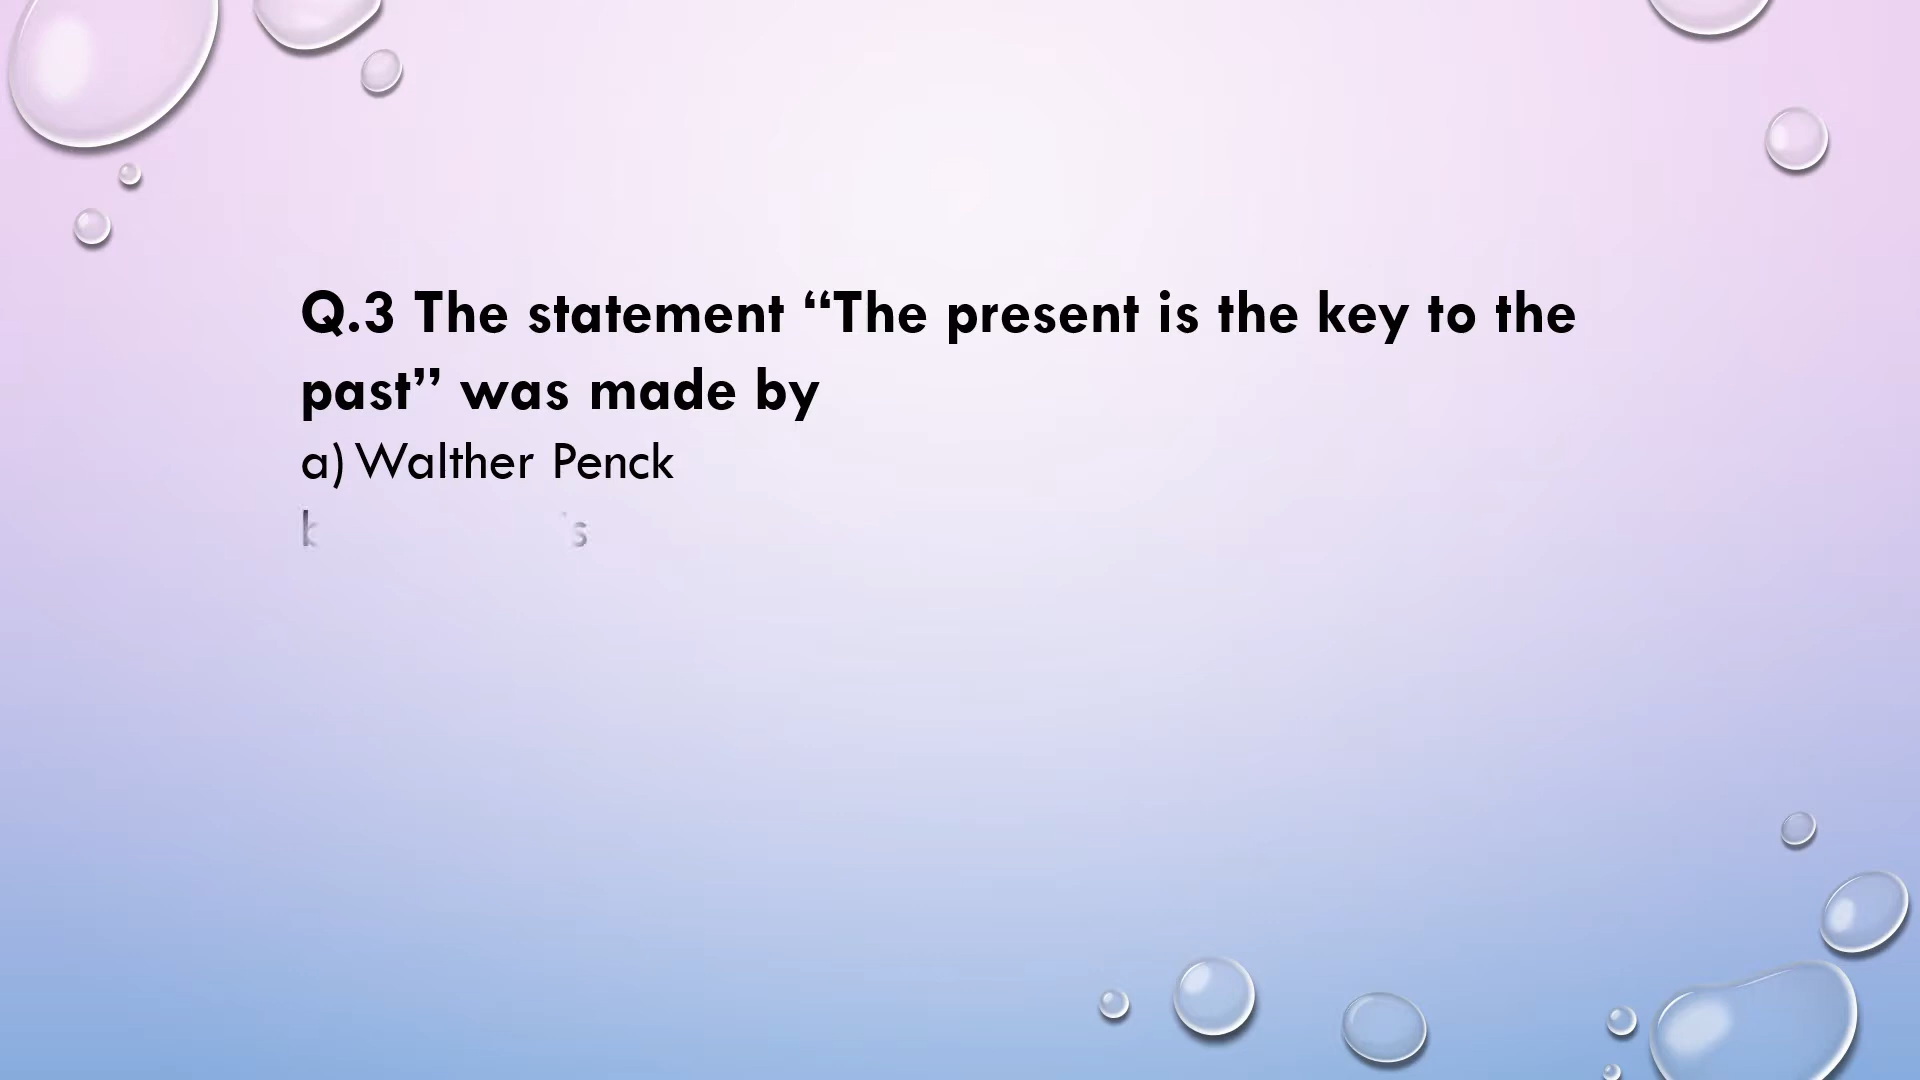 Q.3 The statement “The present is the key to the
past” was made by
a) Walther Penck